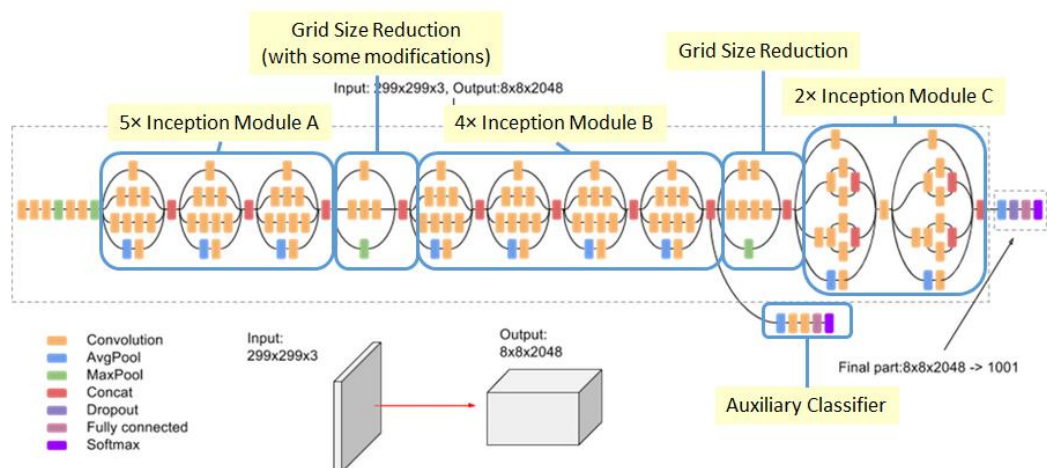 Grid Size Reduction
(with some modifications)
Grid Size Reduction
Input: 299x299x3, Output:8x8x2048
2× Inception Module C
5× Inception Module A
4× Inception Module B
Convolution
AvgPool
MaxPool
Concat
Dropout
Fully connected
Softmax
Input:
299x299x3
Output:
8x8x2048
Final part:8x8x2048 -> 1001
Auxiliary Classifier